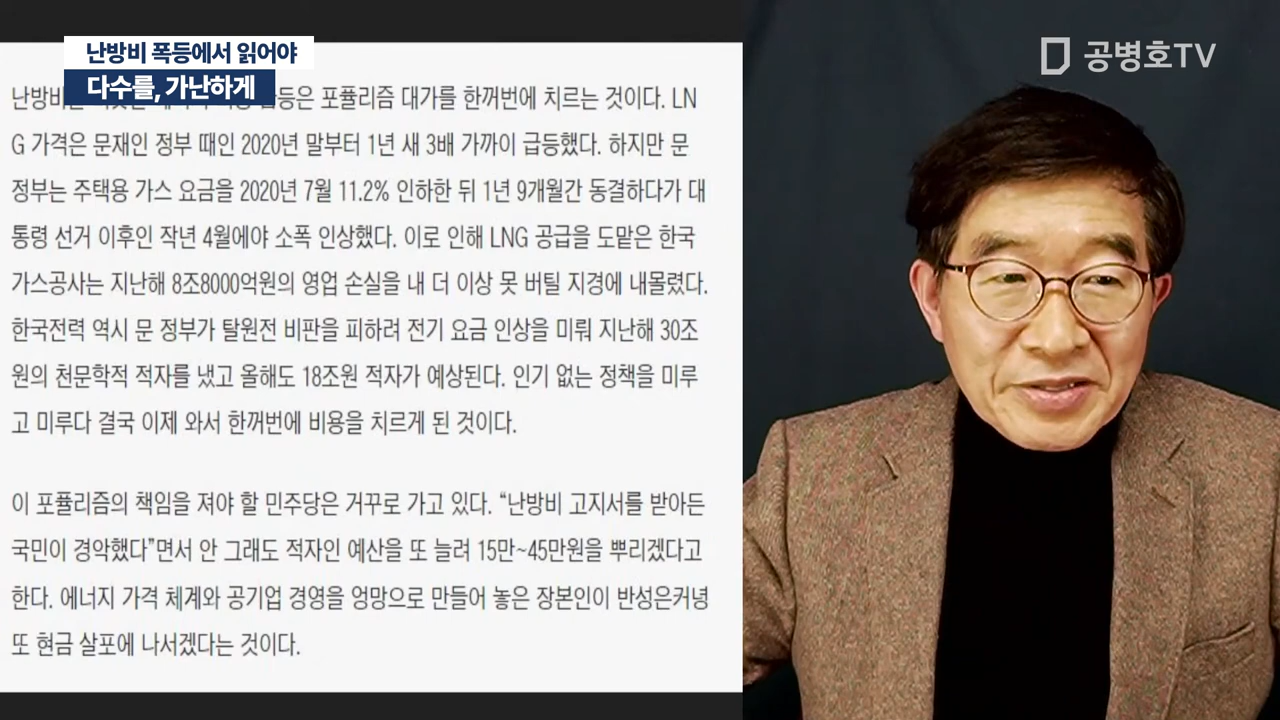 난방비 폭등에서 읽어야
다수를, 가난하게
공병호TV
난방비 급등은 포퓰리즘 대가를 한꺼번에 치르는 것이다. LN
G 가격은 문재인 정부 때인 2020년 말부터 1년 새 3배 가까이 급등했다. 하지만 문
정부는 주택용 가스 요금을 2020년 7월 11.2% 인하한 뒤 1년 9개월간 동결하다가 대
통령 선거 이후인 작년 4월에야 소폭 인상했다. 이로 인해 LNG 공급을 도맡은 한국
가스공사는 지난해 8조8000억원의 영업 손실을 내 더 이상 못 버틸 지경에 내몰렸다.
한국전력 역시 문 정부가 탈원전 비판을 피하려 전기 요금 인상을 미뤄 지난해 30조
원의 천문학적 적자를 냈고 올해도 18조원 적자가 예상된다. 인기 없는 정책을 미루
고 미루다 결국 이제 와서 한꺼번에 비용을 치르게 된 것이다.
이 포퓰리즘의 책임을 져야 할 민주당은 거꾸로 가고 있다. “난방비 고지서를 받아든
국민이 경악했다”면서 안 그래도 적자인 예산을 또 늘려 15만~45만원을 뿌리겠다고
한다. 에너지 가격 체계와 공기업 경영을 엉망으로 만들어 놓은 장본인이 반성은커녕
또 현금 살포에 나서겠다는 것이다.